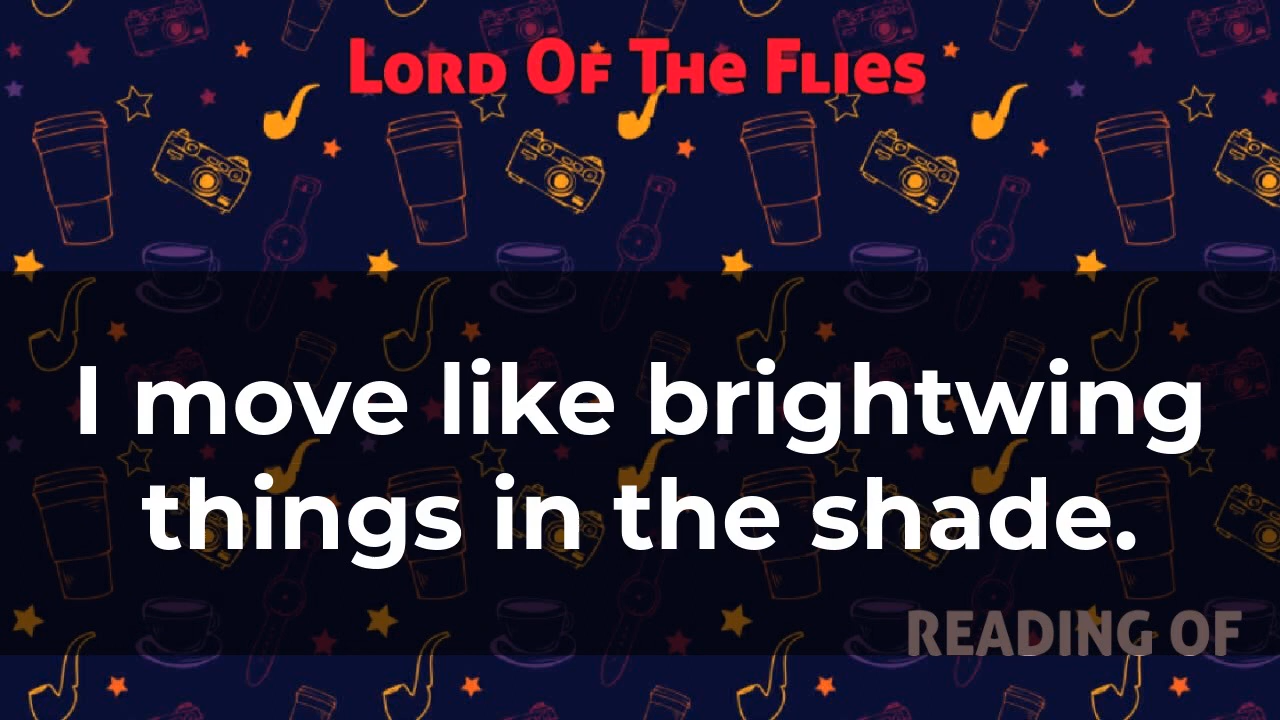 Lord Of The Flies
I move like brightwing
things in the shade.
READING OF